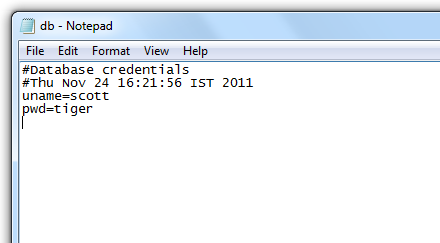 db - Notepad
File Edit Format View Help
#Database credentials
#Thu Nov 24 16:21:56 IST 2011
uname=scott
pwd=tiger